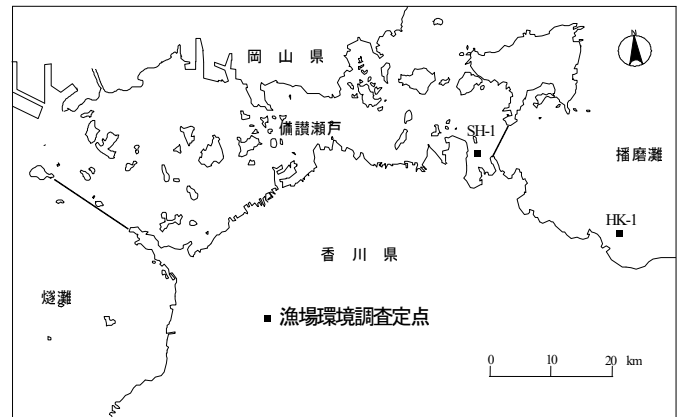 岡 山 県
N
備讃瀬戸
SH-1
播磨灘
HK-1
香 川 県
燧灘
■ 漁場環境調査定点
0 10 20 km